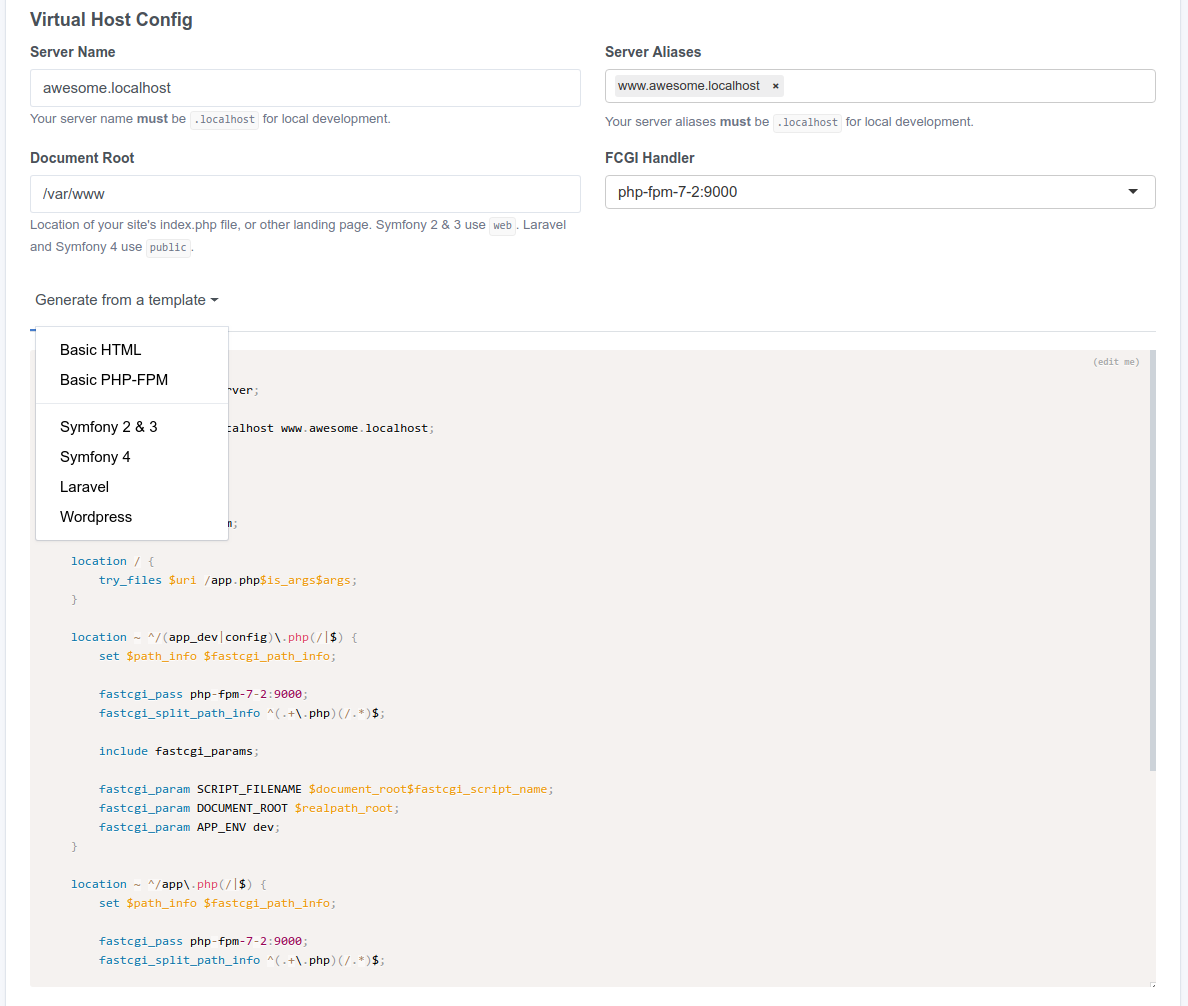 Virtual Host Config
Server Name
Server Aliases
awesome.localhost
www.awesome.localhost ×
Your server name must be .localhost for local development.
Your server aliases must be .localhost for local development.
Document Root
FCGI Handler
/var/www
php-fpm-7-2:9000
Location of your site's index.php file, or other landing page. Symfony 2 & 3 use web. Laravel
and Symfony 4 use public.
Generate from a template
Basic HTML
Basic PHP-FPM
Symfony 2 & 3
Symfony 4
Laravel
Wordpress
(edit me)
rver;
calhost www.awesome.localhost;
m;
location / {
try_files $uri /app.php$is_args$args;
}
location ~ ^/(app_dev|config)\.php(/|$) {
set $path_info $fastcgi_path_info;
fastcgi_pass php-fpm-7-2:9000;
fastcgi_split_path_info ^(.+\.php)(/.*)$;
include fastcgi_params;
fastcgi_param SCRIPT_FILENAME $document_root$fastcgi_script_name;
fastcgi_param DOCUMENT_ROOT $realpath_root;
fastcgi_param APP_ENV dev;
}
location ~ ^/app\.php(/|$) {
set $path_info $fastcgi_path_info;
fastcgi_pass php-fpm-7-2:9000;
fastcgi_split_path_info ^(.+\.php)(/.*)$;